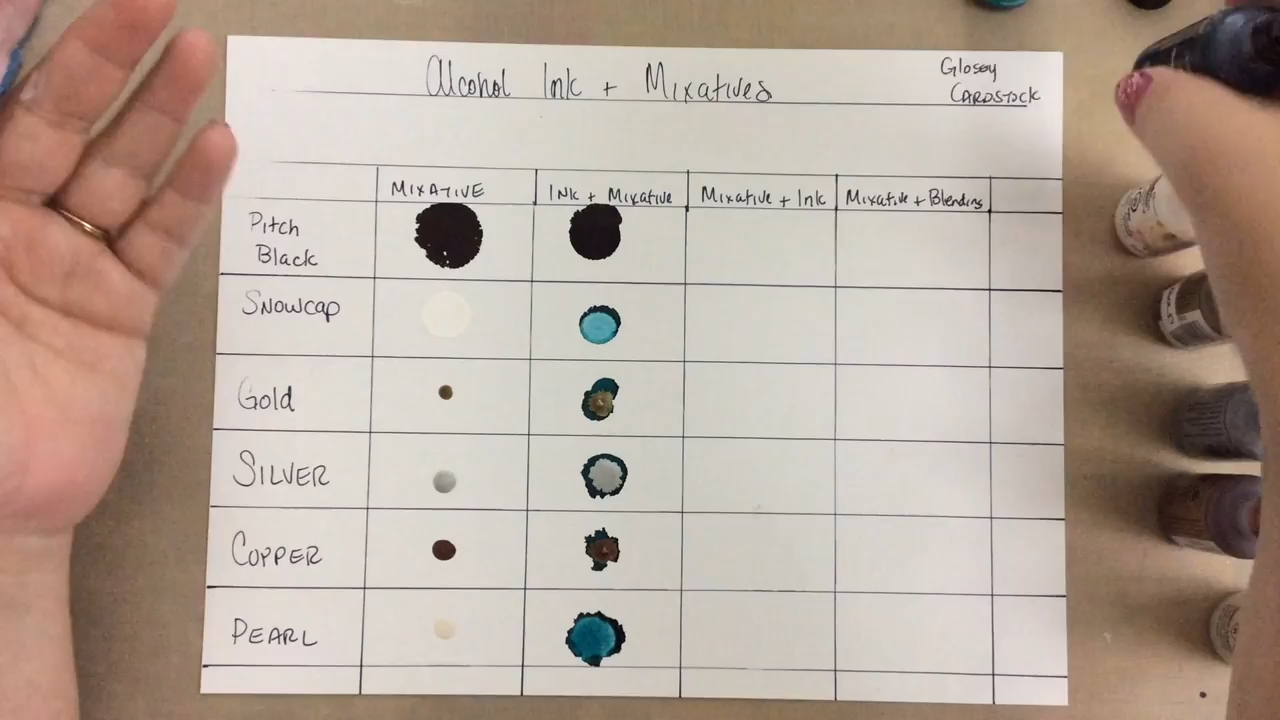 Alcohol Ink + Mixatives
Glossy
CARDSTOCK
MIXATIVE
INK + MIXATIVE
MIXATIVE + INK
MIXATIVE + BLENDING
Pitch
Black
SNOWCAP
Gold
SILVER
COPPER
PEARL